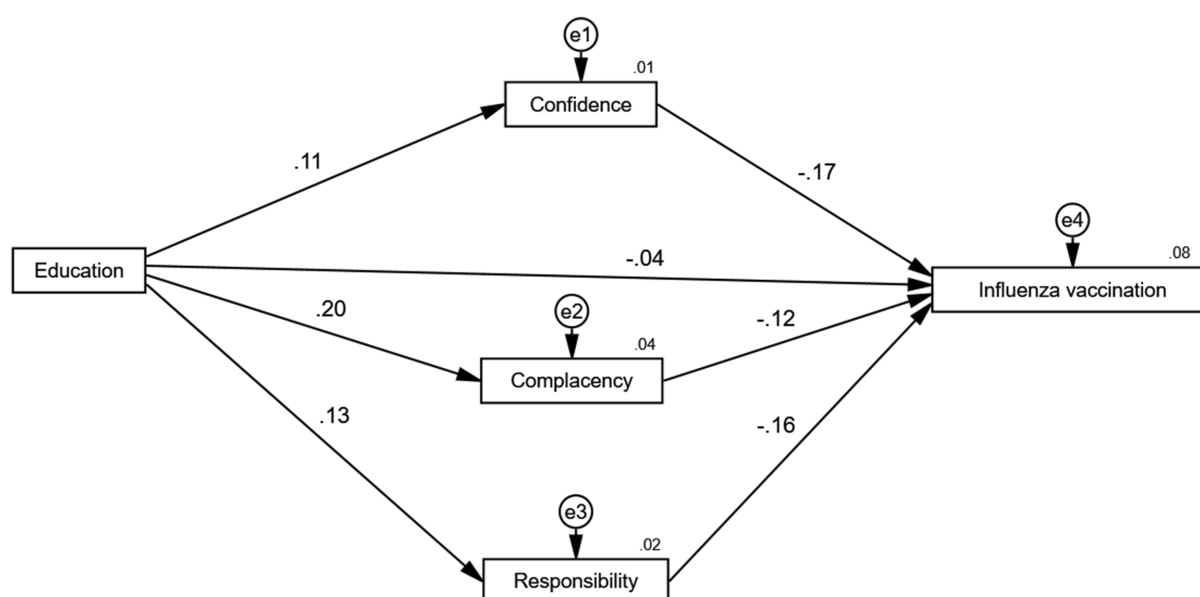 e1
.01
Confidence
.11
-.17
e4
.08
Education
-.04
Influenza vaccination
.20
e2
-.12
.04
Complacency
.13
-.16
e3
.02
Responsibility